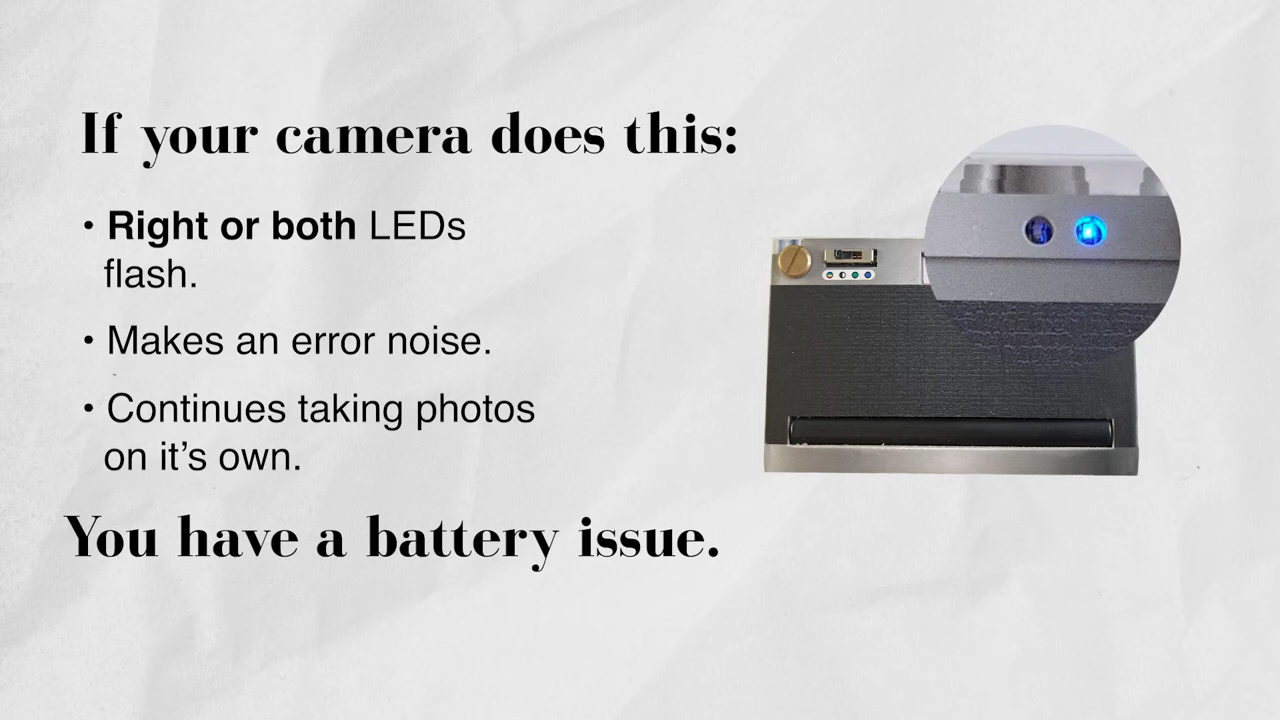 If your camera does this:
• Right or both LEDs
flash.
• Makes an error noise.
• Continues taking photos
on it’s own.
You have a battery issue.